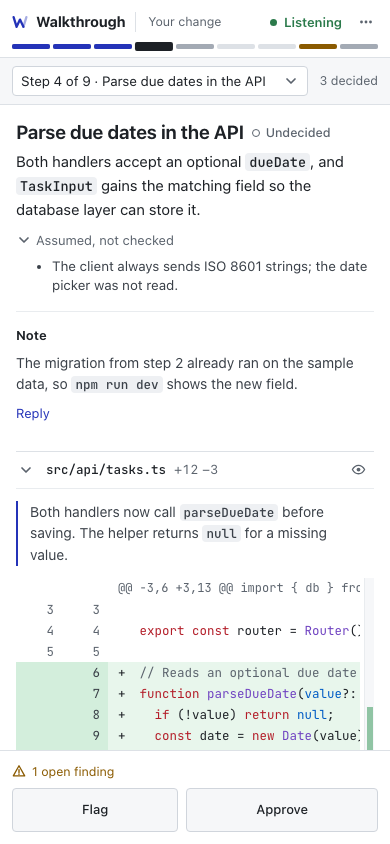 Walkthrough
Your change
Listening
Step 4 of 9 · Parse due dates in the API
3 decided
Parse due dates in the API
Undecided
Both handlers accept an optional dueDate, and
TaskInput gains the matching field so the
database layer can store it.
Assumed, not checked
• The client always sends ISO 8601 strings; the date
picker was not read.
Note
The migration from step 2 already ran on the sample
data, so npm run dev shows the new field.
Reply
src/api/tasks.ts +12 −3
Both handlers now call parseDueDate before
saving. The helper returns null for a missing
value.
@@ -3,6 +3,13 @@ import { db } fro
3 3
4 4 export const router = Router()
5 5
6 + // Reads an optional due date
7 + function parseDueDate(value?:
8 + if (!value) return null;
9 + const date = new Date(value)
1 open finding
Flag
Approve